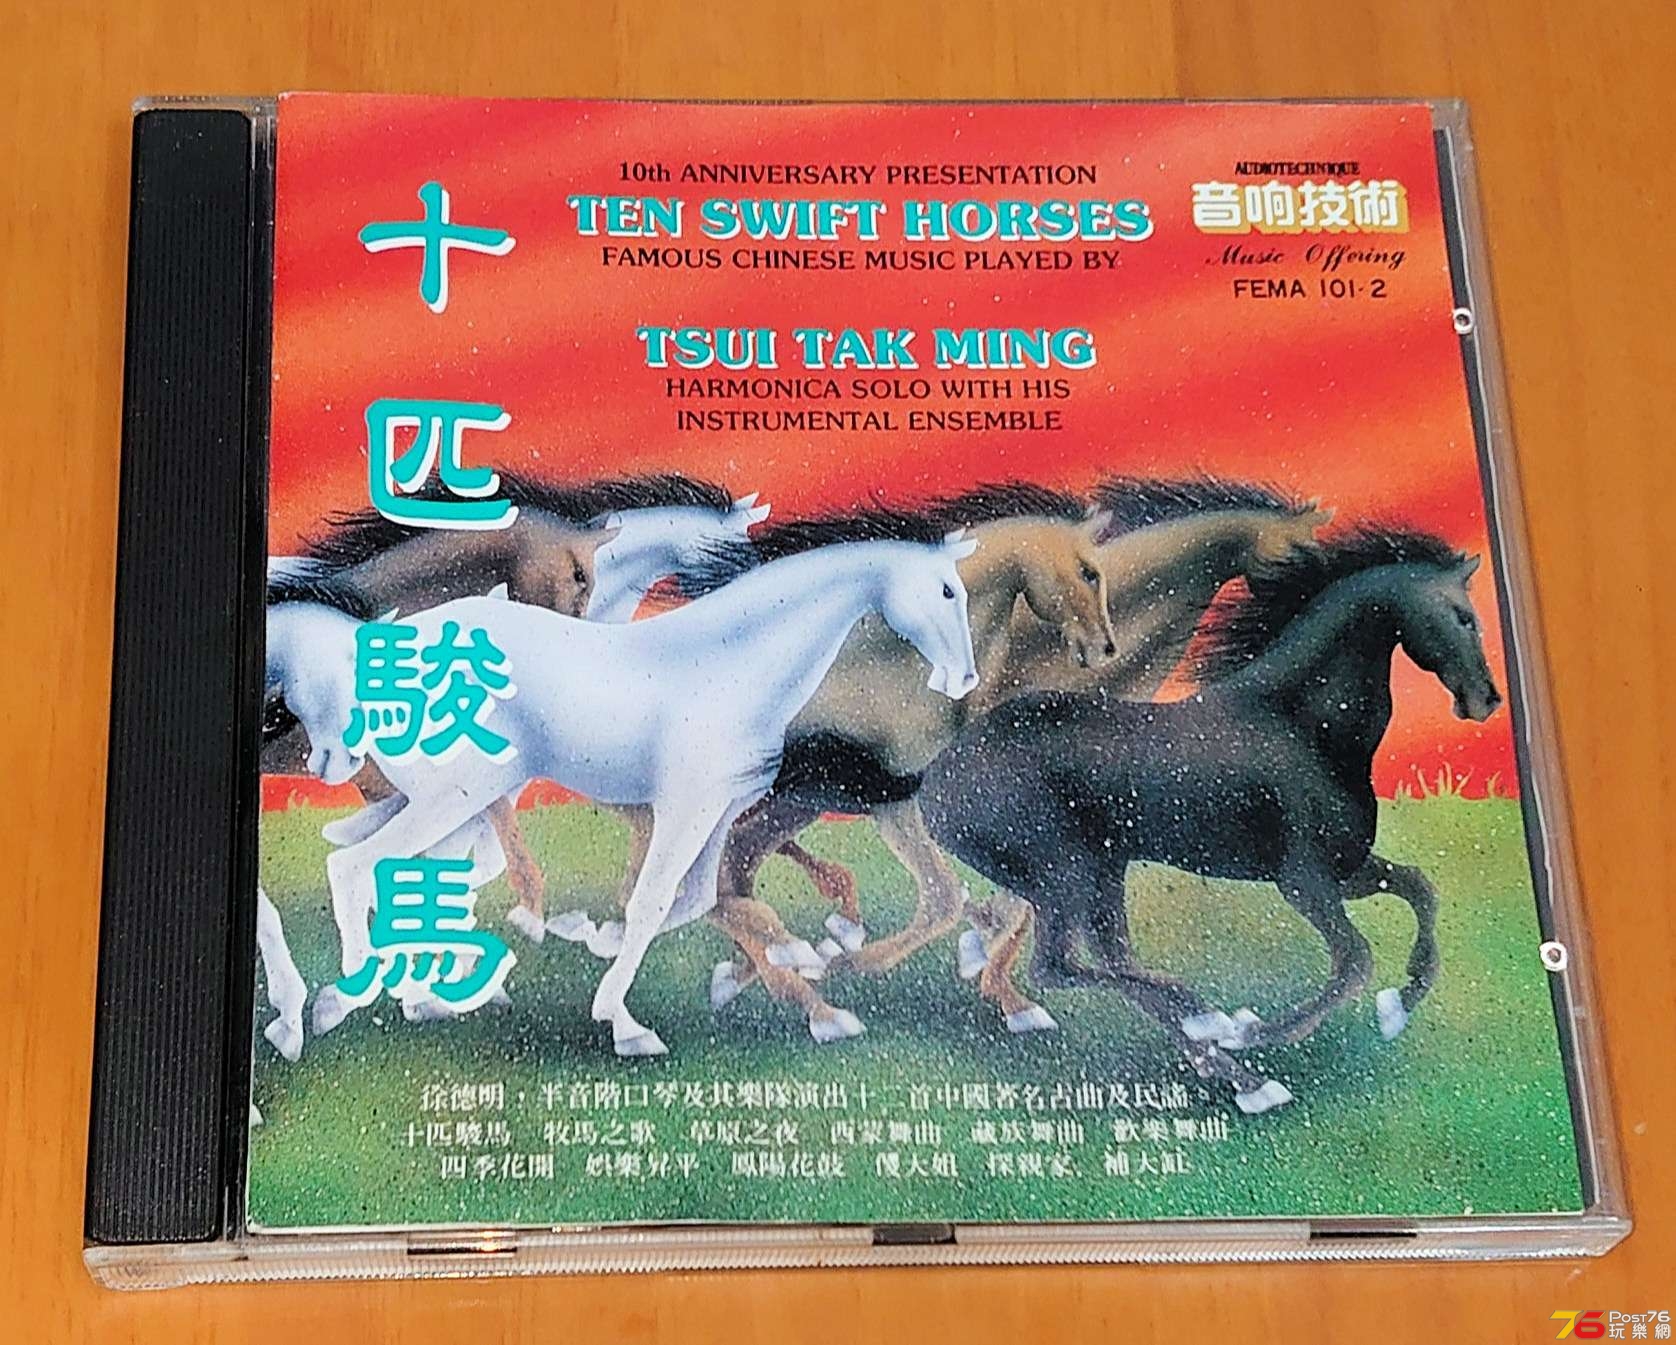 十匹駿馬
10th ANNIVERSARY PRESENTATION
TEN SWIFT HORSES
FAMOUS CHINESE MUSIC PLAYED BY
TSUI TAK MING
HARMONICA SOLO WITH HIS
INSTRUMENTAL ENSEMBLE
AUDIOTECHNIQUE
音响技術
Music Offering
FEMA 101-2
徐德明：半音階口琴及其樂隊演出十二首中國著名古曲及民謠。
十匹駿馬 牧馬之歌 草原之夜 西蒙舞曲 藏族舞曲 歡樂舞曲
四季花開 娛樂昇平 鳳陽花鼓 傻大姐 探親家 補大缸
76 POST76
玩樂網